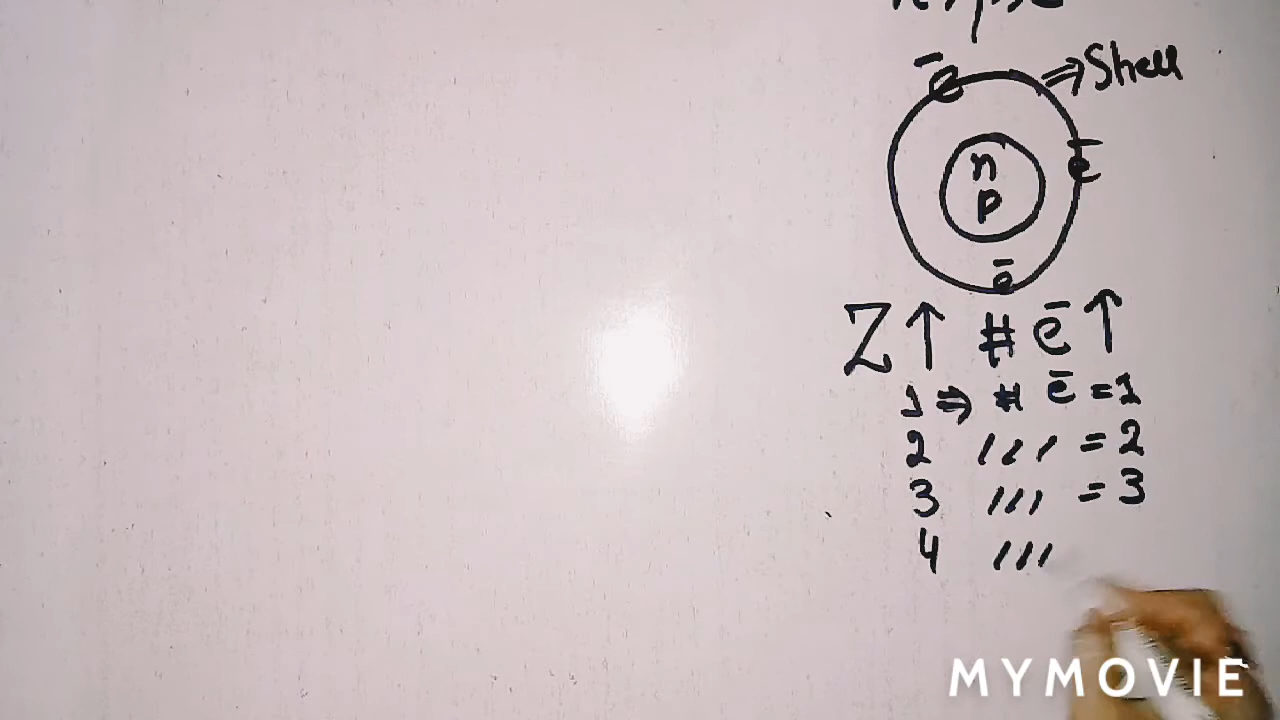 Shell
e̅
n
e̅
p
e̅
Z↑ # e̅ ↑
1 ⇒ # e̅ = 1
2 /// = 2
3 /// = 3
4 ///
MYMOVIE